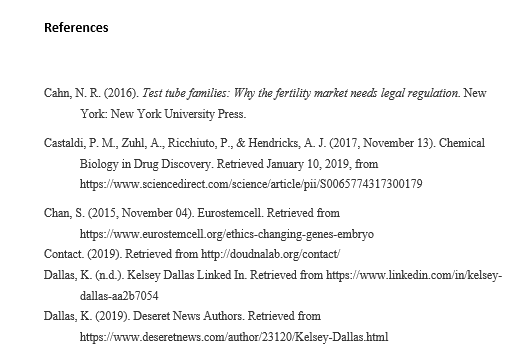 References
Cahn, N. R. (2016). Test tube families: Why the fertility market needs legal regulation. New
York: New York University Press.
Castaldi, P. M., Zuhl, A., Ricchiuto, P., & Hendricks, A. J. (2017, November 13). Chemical
Biology in Drug Discovery. Retrieved January 10, 2019, from
https://www.sciencedirect.com/science/article/pii/S0065774317300179
Chan, S. (2015, November 04). Eurostemcell. Retrieved from
https://www.eurostemcell.org/ethics-changing-genes-embryo
Contact. (2019). Retrieved from http://doudnalab.org/contact/
Dallas, K. (n.d.). Kelsey Dallas Linked In. Retrieved from https://www.linkedin.com/in/kelsey-
dallas-aa2b7054
Dallas, K. (2019). Deseret News Authors. Retrieved from
https://www.deseretnews.com/author/23120/Kelsey-Dallas.html